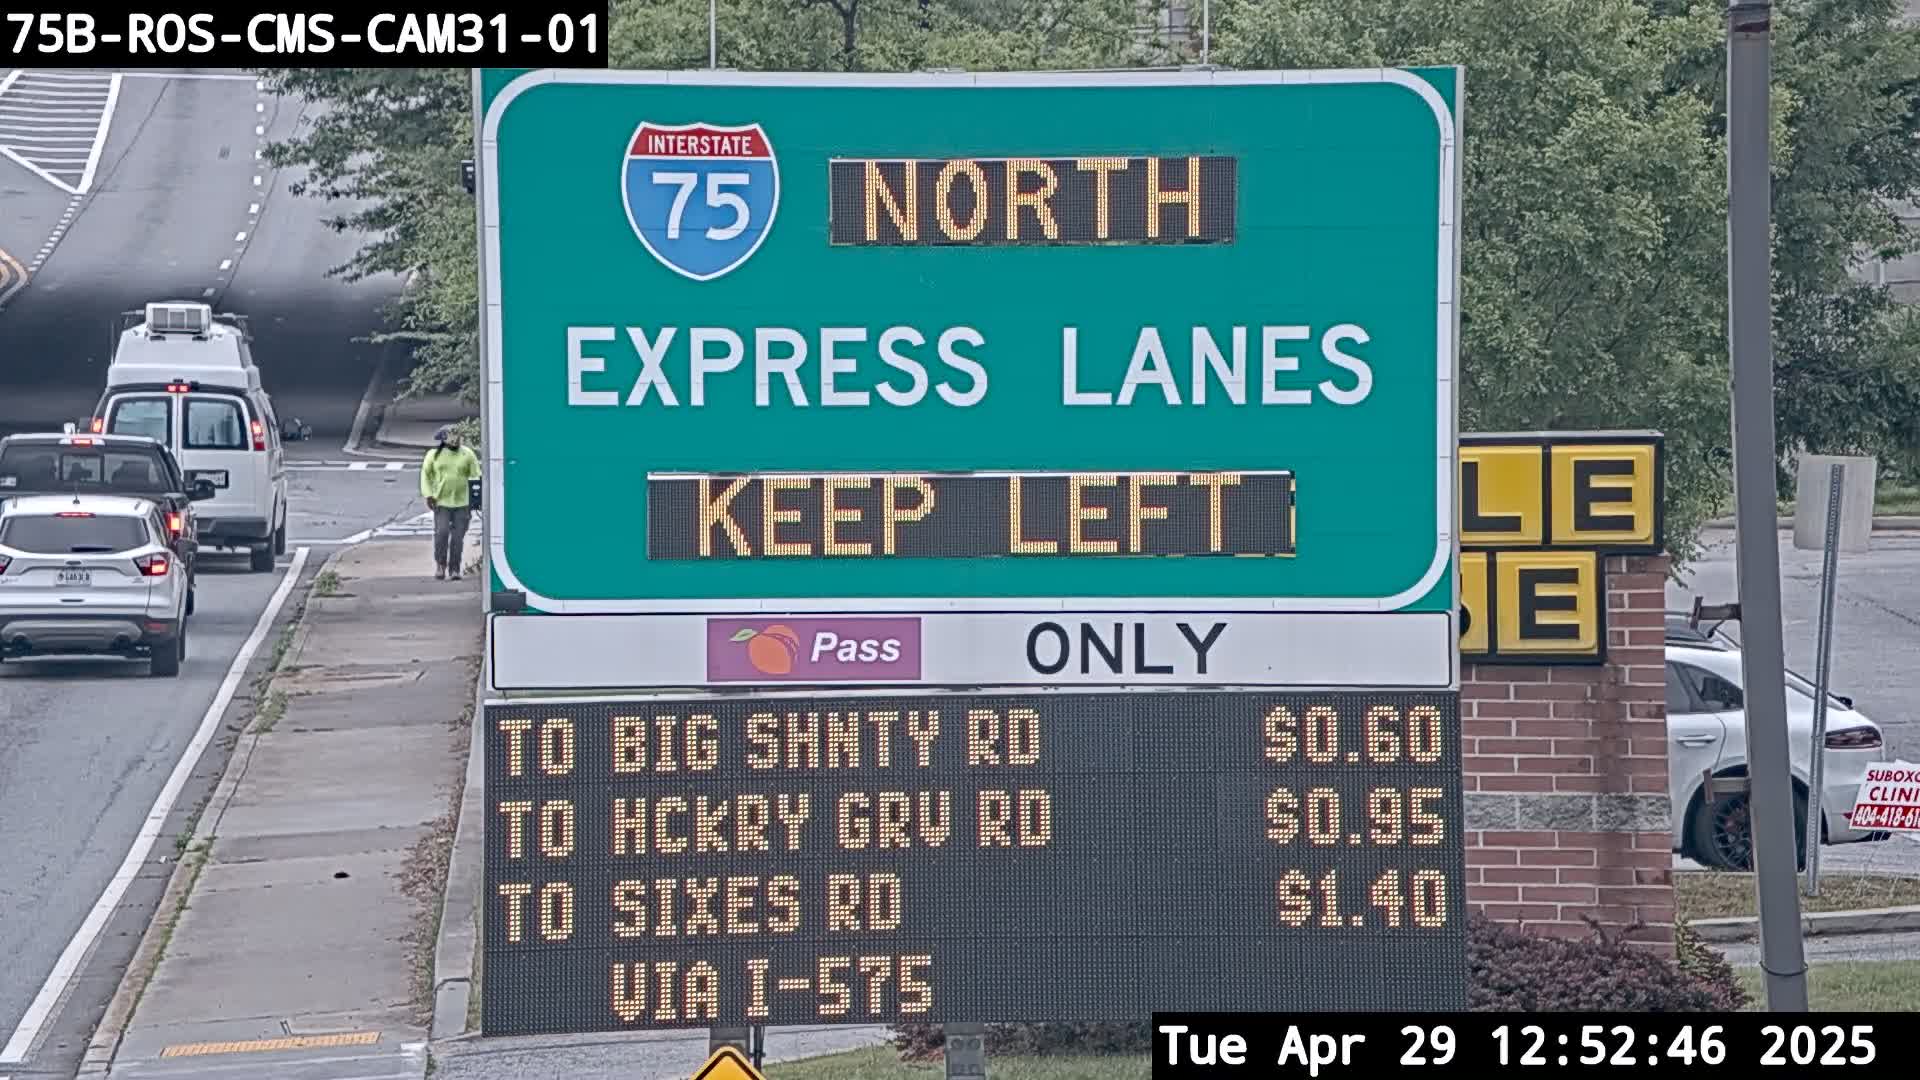 75B-ROS-CMS-CAM31-01
INTERSTATE
75
NORTH
EXPRESS LANES
KEEP LEFT
Pass ONLY
TO BIG SHNTY RD $0.60
TO HCKRY GRV RD $0.95
TO SIXES RD $1.40
VIA I-575
LE
E
CLINI
Tue Apr 29 12:52:46 2025